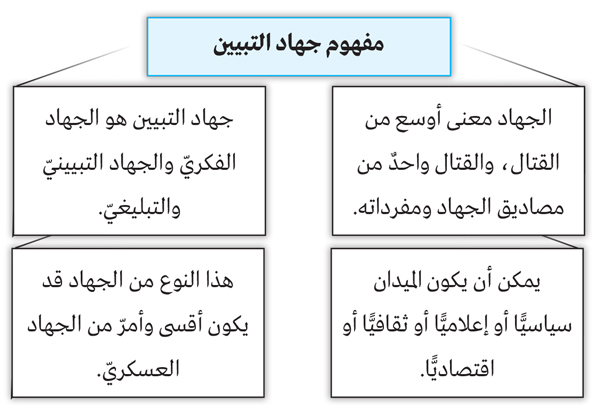 مفهوم جهاد التبيين
الجهاد معنى أوسع من
القتال، والقتال واحدٌ من
مصاديق الجهاد ومفرداته.
جهاد التبيين هو الجهاد
الفكريّ والجهاد التبيينيّ
والتبليغيّ.
يمكن أن يكون الميدان
سياسيًّا أو إعلاميًّا أو ثقافيًّا أو
اقتصاديًّا.
هذا النوع من الجهاد قد
يكون أقسى وأمرّ من الجهاد
العسكريّ.